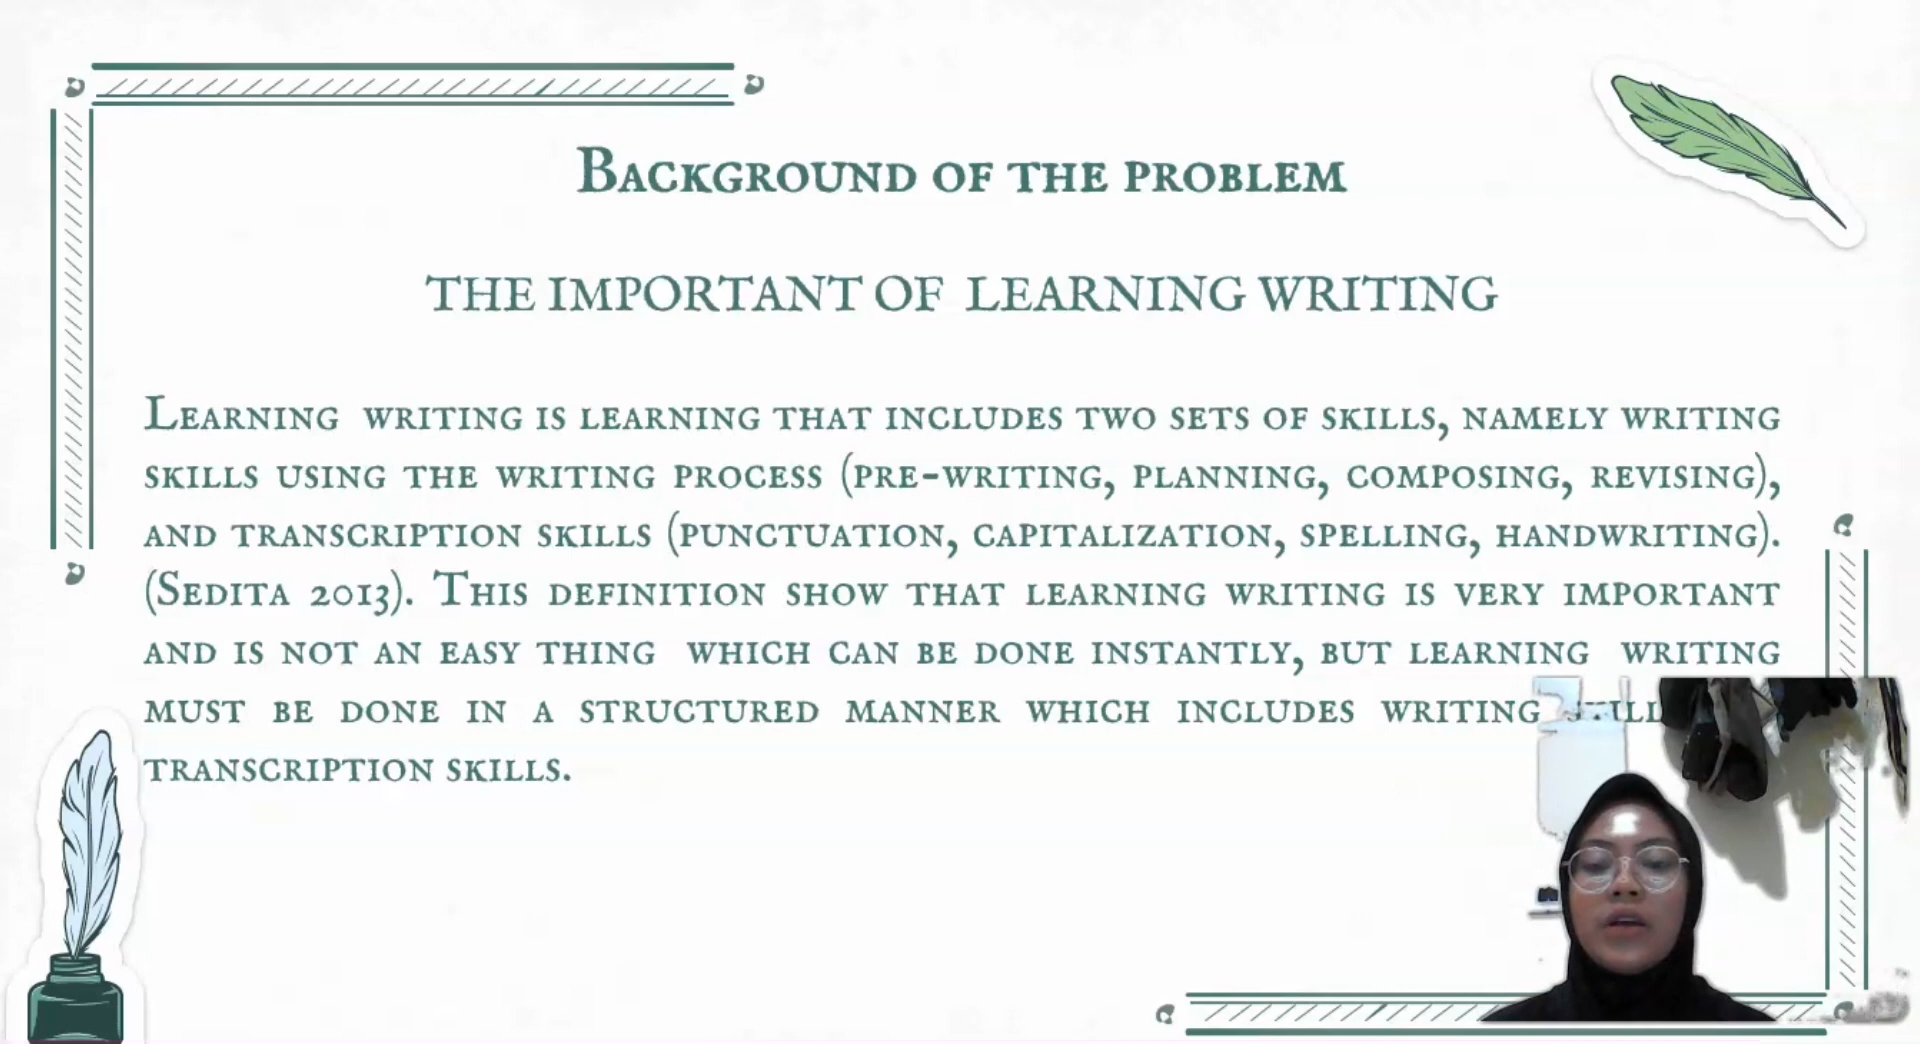 Background of the problem
THE IMPORTANT OF LEARNING WRITING
Learning writing is learning that includes two sets of skills, namely writing
skills using the writing process (pre-writing, planning, composing, revising),
and transcription skills (punctuation, capitalization, spelling, handwriting).
(Sedita 2013). This definition show that learning writing is very important
and is not an easy thing which can be done instantly, but learning writing
must be done in a structured manner which includes writing
transcription skills.